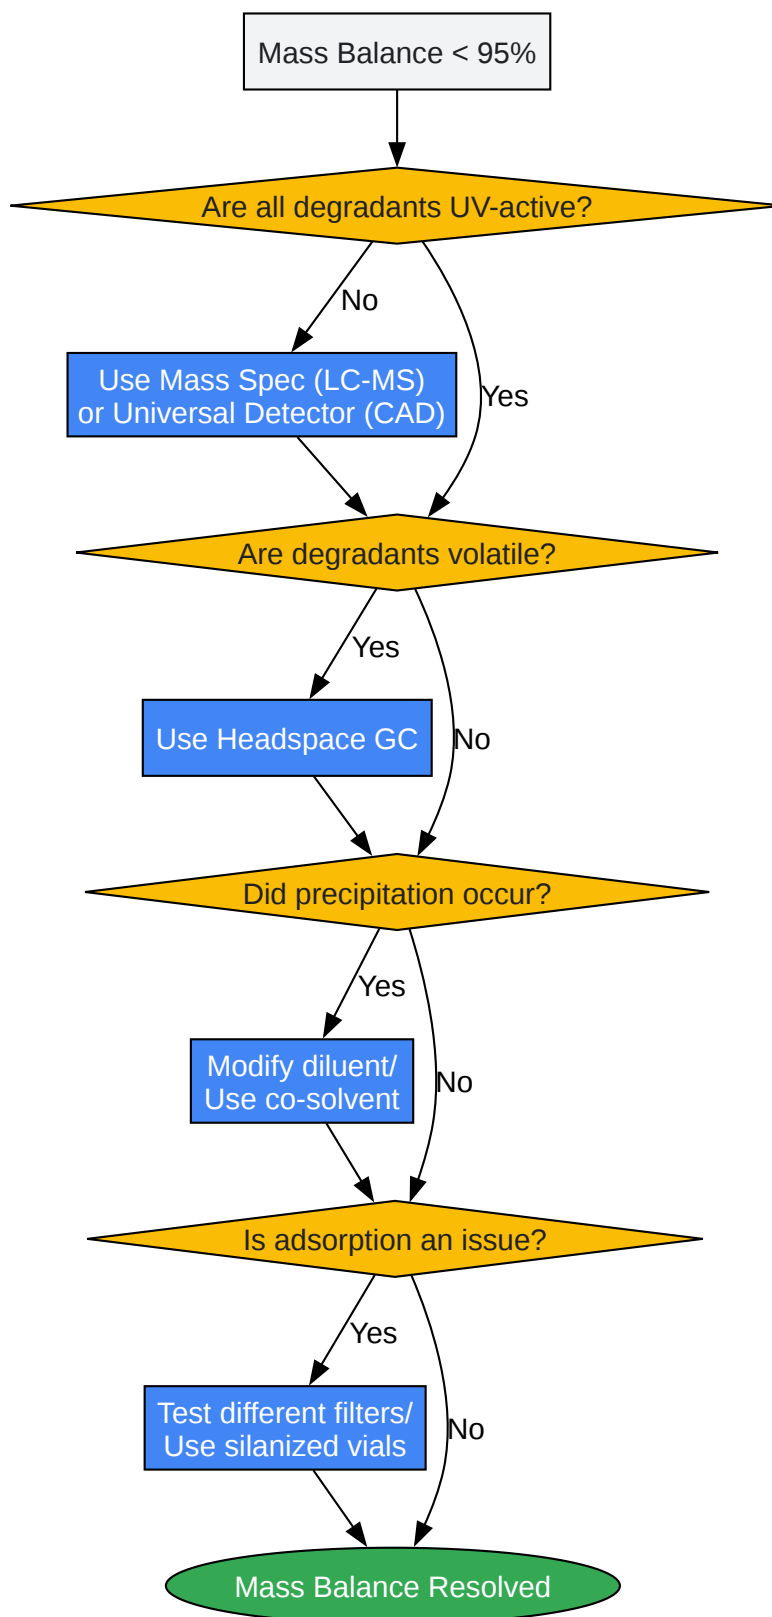 Mass Balance < 95%
Are all degradants UV-active?
No
Use Mass Spec (LC-MS)
or Universal Detector (CAD)
Yes
Are degradants volatile?
Yes
Use Headspace GC
No
Did precipitation occur?
Yes
Modify diluent/
Use co-solvent
No
Is adsorption an issue?
Yes
Test different filters/
Use silanized vials
No
Mass Balance Resolved